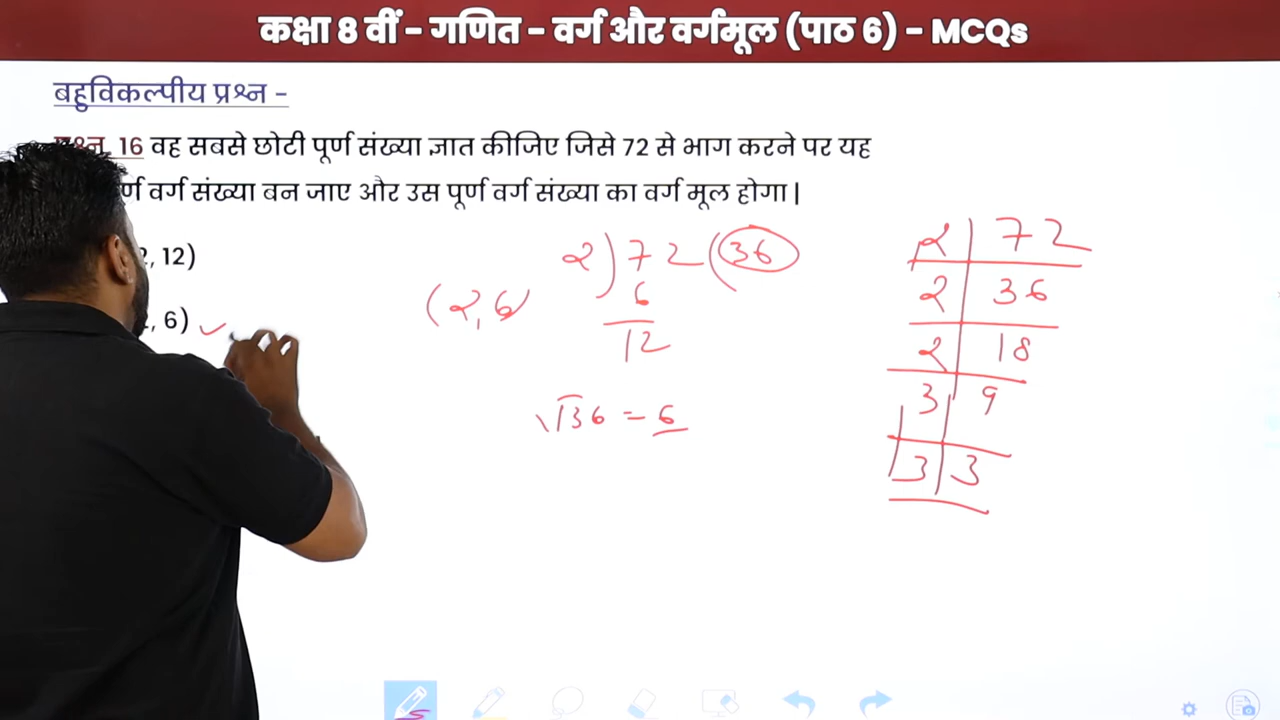 कक्षा 8 वीं - गणित - वर्ग और वर्गमूल (पाठ 6) - MCQs
बहुविकल्पीय प्रश्न -
16 वह सबसे छोटी पूर्ण संख्या ज्ञात कीजिए जिसे 72 से भाग करने पर यह
वर्ग संख्या बन जाए और उस पूर्ण वर्ग संख्या का वर्ग मूल होगा |
, 12)
, 6)
(2, 6)
2) 72 (36
6
12
√36 = 6
2 | 72
2 | 36
2 | 18
3 | 9
3 | 3